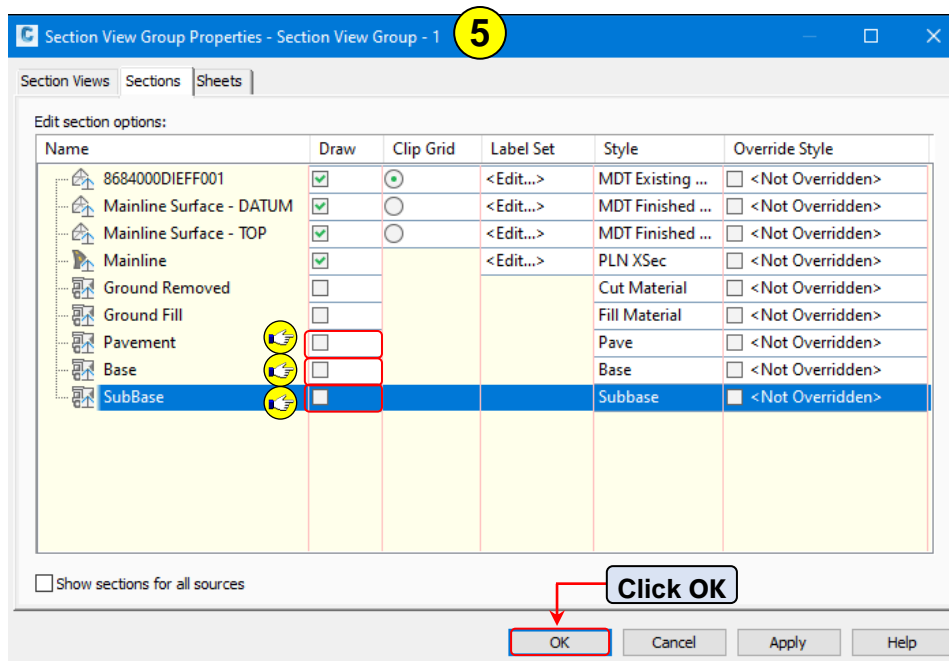 C Section View Group Properties - Section View Group - 1 5
Section Views Sections Sheets
Edit section options:
Name Draw Clip Grid Label Set Style Override Style
8684000DIEFF001 <Edit...> MDT Existing ... <Not Overridden>
Mainline Surface - DATUM <Edit...> MDT Finished ... <Not Overridden>
Mainline Surface - TOP <Edit...> MDT Finished ... <Not Overridden>
Mainline <Edit...> PLN XSec <Not Overridden>
Ground Removed Cut Material <Not Overridden>
Ground Fill Fill Material <Not Overridden>
Pavement Pave <Not Overridden>
Base Base <Not Overridden>
SubBase Subbase <Not Overridden>
Show sections for all sources
Click OK
OK Cancel Apply Help